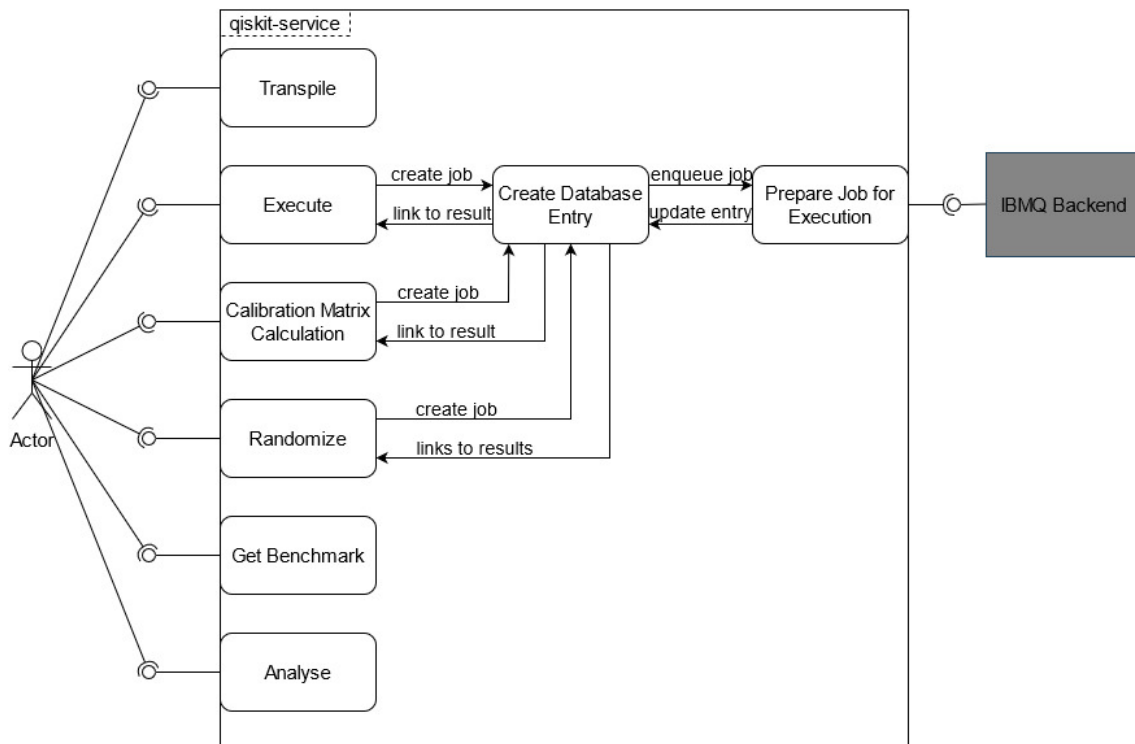 qiskit-service
Transpile
Execute
create job
link to result
Create Database
Entry
enqueue job
update entry
Prepare Job for
Execution
IBMQ Backend
Calibration Matrix
Calculation
create job
link to result
Actor
Randomize
create job
links to results
Get Benchmark
Analyse